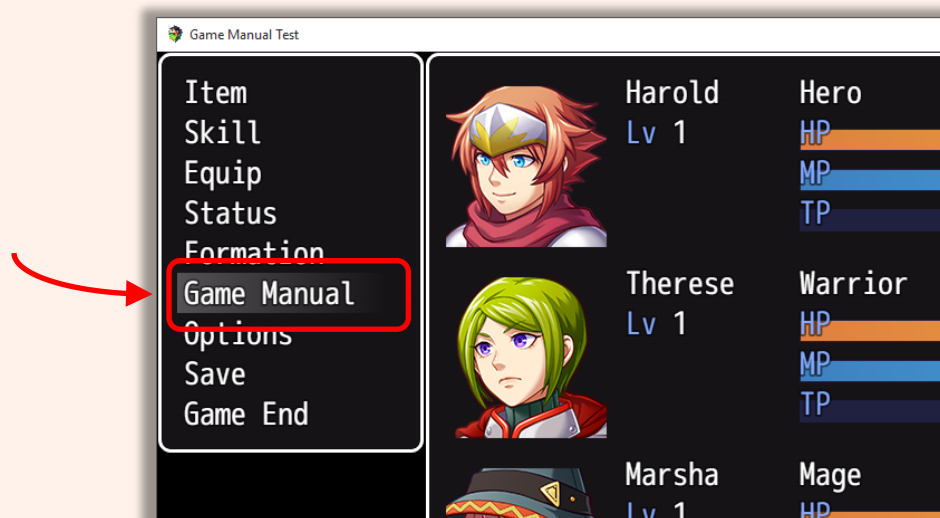 Game Manual Test
Item
Skill
Equip
Status
Formation
Game Manual
Options
Save
Game End
Harold Hero
Lv 1 HP
MP
TP
Therese Warrior
Lv 1 HP
MP
TP
Marsha Mage
Lv 1 HP